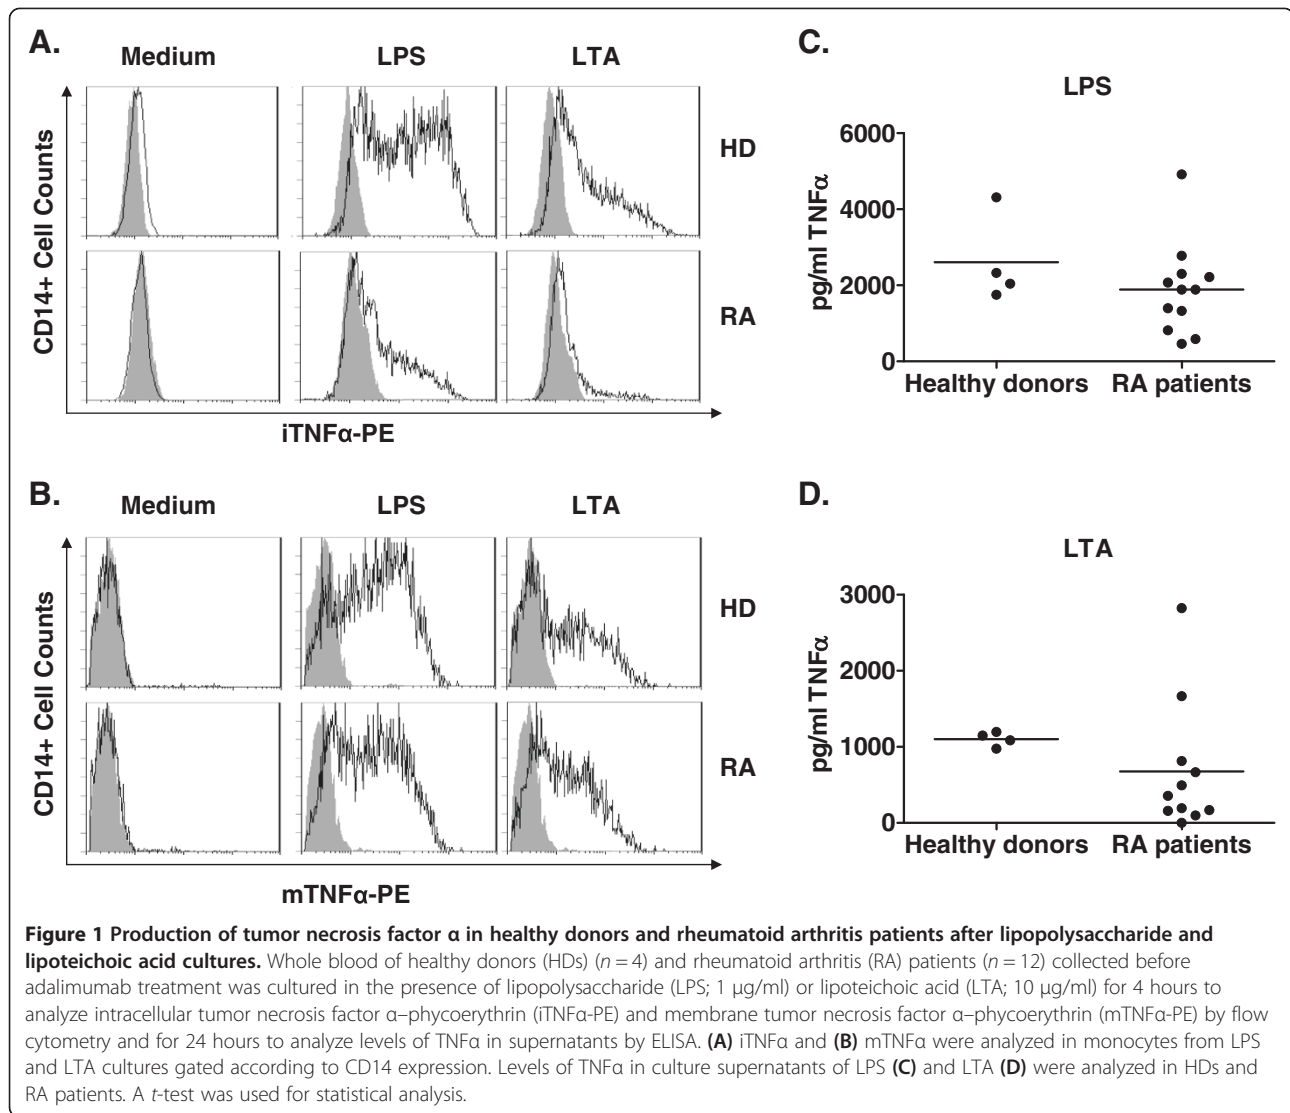 A.
Medium
LPS
LTA
HD
RA
CD14+ Cell Counts
iTNFα-PE
B.
Medium
LPS
LTA
HD
RA
CD14+ Cell Counts
mTNFα-PE
C.
LPS
6000
4000
2000
0
pg/ml TNFα
Healthy donors
RA patients
D.
LTA
3000
2000
1000
0
pg/ml TNFα
Healthy donors
RA patients
Figure 1 Production of tumor necrosis factor α in healthy donors and rheumatoid arthritis patients after lipopolysaccharide and
lipoteichoic acid cultures. Whole blood of healthy donors (HDs) (n = 4) and rheumatoid arthritis (RA) patients (n = 12) collected before
adalimumab treatment was cultured in the presence of lipopolysaccharide (LPS; 1 μg/ml) or lipoteichoic acid (LTA; 10 μg/ml) for 4 hours to
analyze intracellular tumor necrosis factor α–phycoerythrin (iTNFα-PE) and membrane tumor necrosis factor α–phycoerythrin (mTNFα-PE) by flow
cytometry and for 24 hours to analyze levels of TNFα in supernatants by ELISA. (A) iTNFα and (B) mTNFα were analyzed in monocytes from LPS
and LTA cultures gated according to CD14 expression. Levels of TNFα in culture supernatants of LPS (C) and LTA (D) were analyzed in HDs and
RA patients. A t-test was used for statistical analysis.